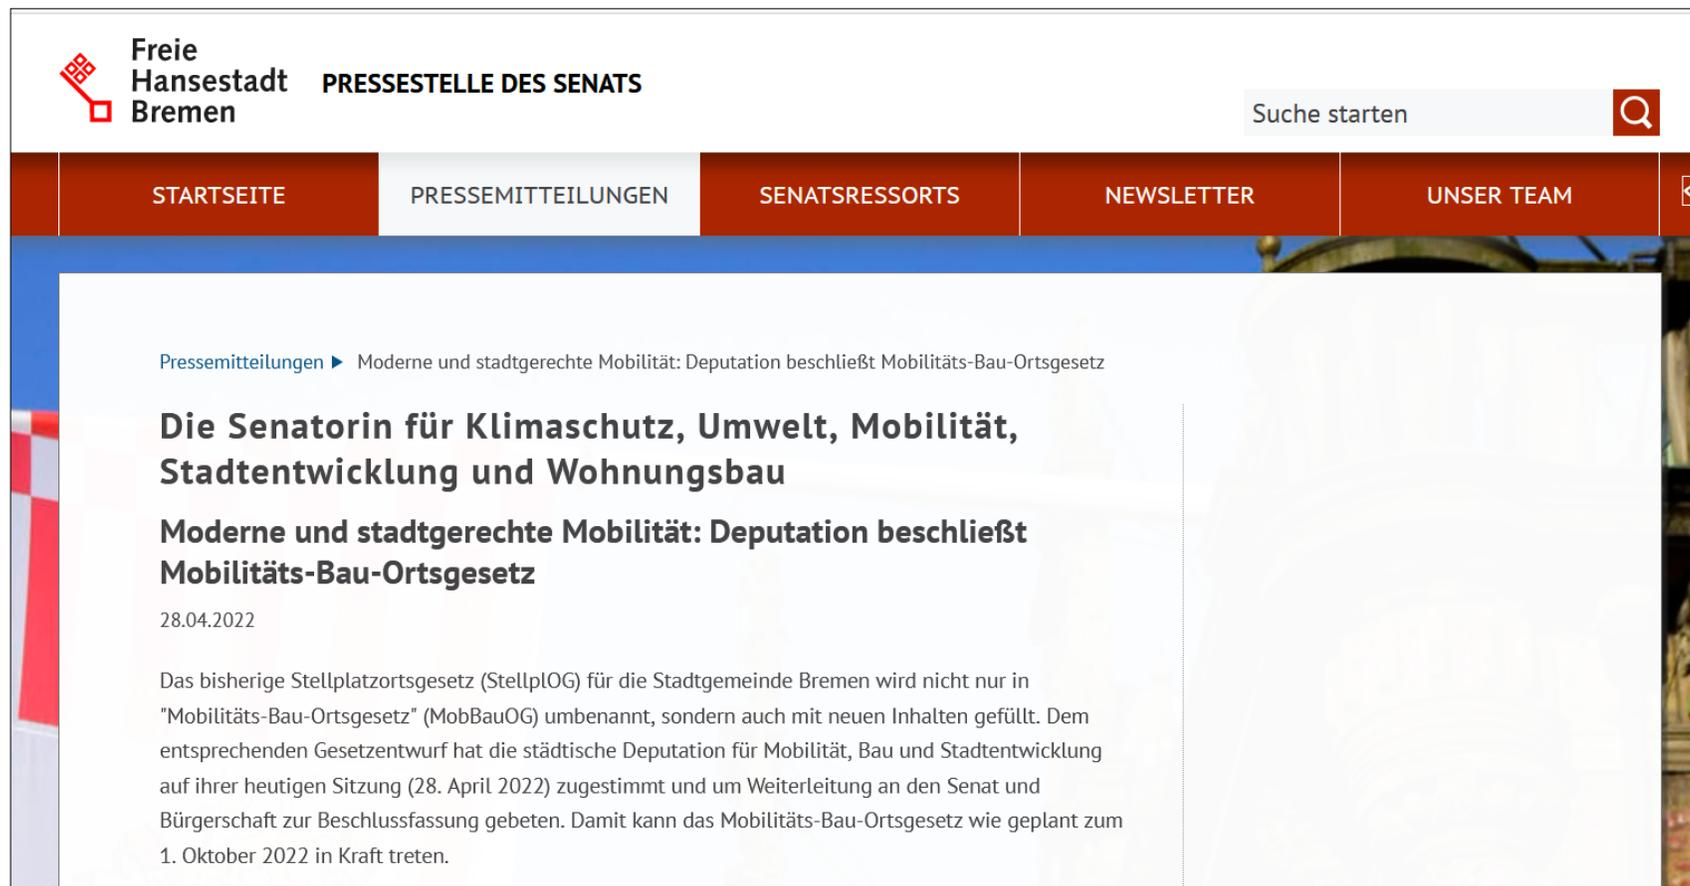 Freie
Hansestadt
Bremen
PRESSESTELLE DES SENATS
Suche starten
STARTSEITE
PRESSEMITTEILUNGEN
SENATSRESSORTS
NEWSLETTER
UNSER TEAM
Pressemitteilungen ▶ Moderne und stadtgerechte Mobilität: Deputation beschließt Mobilitäts-Bau-Ortsgesetz
Die Senatorin für Klimaschutz, Umwelt, Mobilität,
Stadtentwicklung und Wohnungsbau
Moderne und stadtgerechte Mobilität: Deputation beschließt
Mobilitäts-Bau-Ortsgesetz
28.04.2022
Das bisherige Stellplatzortsgesetz (StellplOG) für die Stadtgemeinde Bremen wird nicht nur in
"Mobilitäts-Bau-Ortsgesetz" (MobBauOG) umbenannt, sondern auch mit neuen Inhalten gefüllt. Dem
entsprechenden Gesetzentwurf hat die städtische Deputation für Mobilität, Bau und Stadtentwicklung
auf ihrer heutigen Sitzung (28. April 2022) zugestimmt und um Weiterleitung an den Senat und
Bürgerschaft zur Beschlussfassung gebeten. Damit kann das Mobilitäts-Bau-Ortsgesetz wie geplant zum
1. Oktober 2022 in Kraft treten.